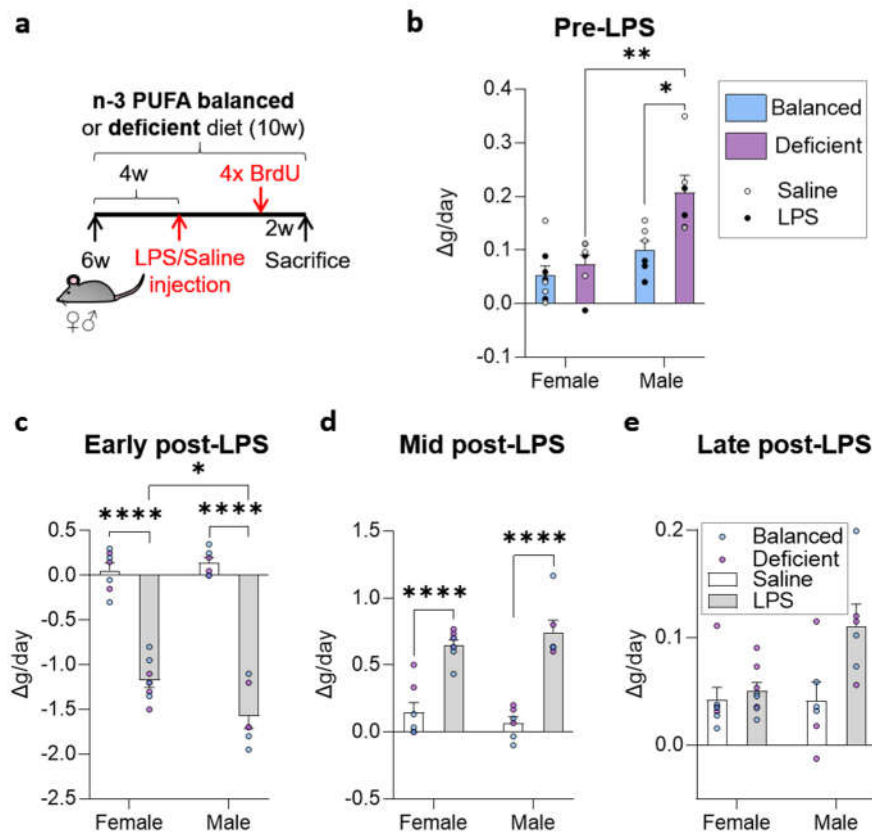 a
n-3 PUFA balanced
or deficient diet (10w)
4w
4x BrdU
2w
6w
LPS/Saline
injection
Sacrifice
♀♂
b
Pre-LPS
**
*
0.4
0.3
0.2
0.1
0.0
-0.1
Δg/day
Female
Male
Balanced
Deficient
Saline
LPS
c
Early post-LPS
*
****
****
0.5
0.0
-0.5
-1.0
-1.5
-2.0
-2.5
Δg/day
Female
Male
d
Mid post-LPS
****
****
1.5
1.0
0.5
0.0
-0.5
Δg/day
Female
Male
e
Late post-LPS
Balanced
Deficient
Saline
LPS
0.2
0.1
0.0
Δg/day
Female
Male